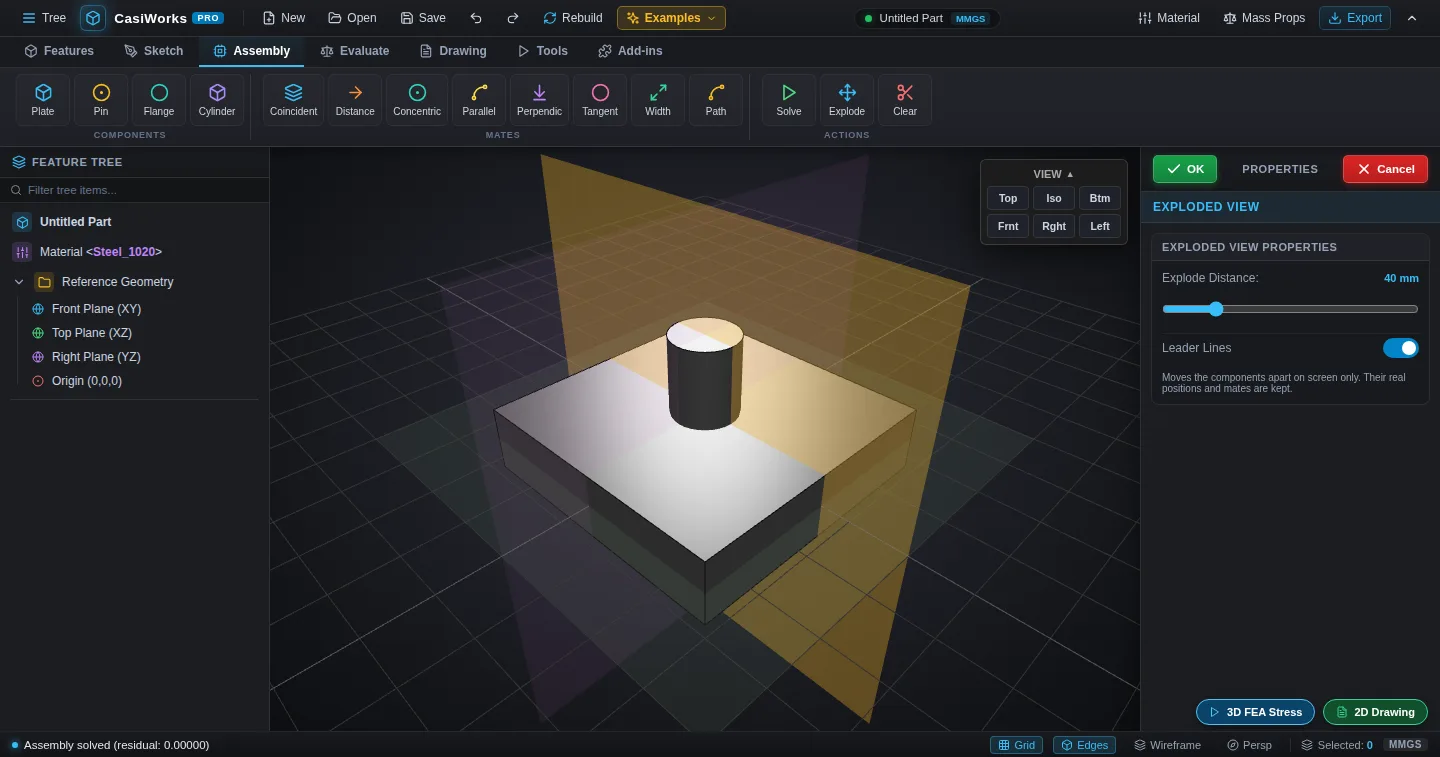 Tree CasiWorks PRO New Open Save Rebuild Examples Untitled Part MMGS Material Mass Props Export
Features Sketch Assembly Evaluate Drawing Tools Add-ins
Plate Pin Flange Cylinder Coincident Distance Concentric Parallel Perpendic Tangent Width Path Solve Explode Clear
COMPONENTS MATES ACTIONS
FEATURE TREE
Filter tree items...
Untitled Part
Material <Steel_1020>
Reference Geometry
Front Plane (XY)
Top Plane (XZ)
Right Plane (YZ)
Origin (0,0,0)
VIEW ▲
Top Iso Btm
Frnt Rght Left
OK PROPERTIES Cancel
EXPLODED VIEW
EXPLODED VIEW PROPERTIES
Explode Distance: 40 mm
Leader Lines
Moves the components apart on screen only. Their real
positions and mates are kept.
3D FEA Stress 2D Drawing
Assembly solved (residual: 0.00000) Grid Edges Wireframe Persp Selected: 0 MMGS